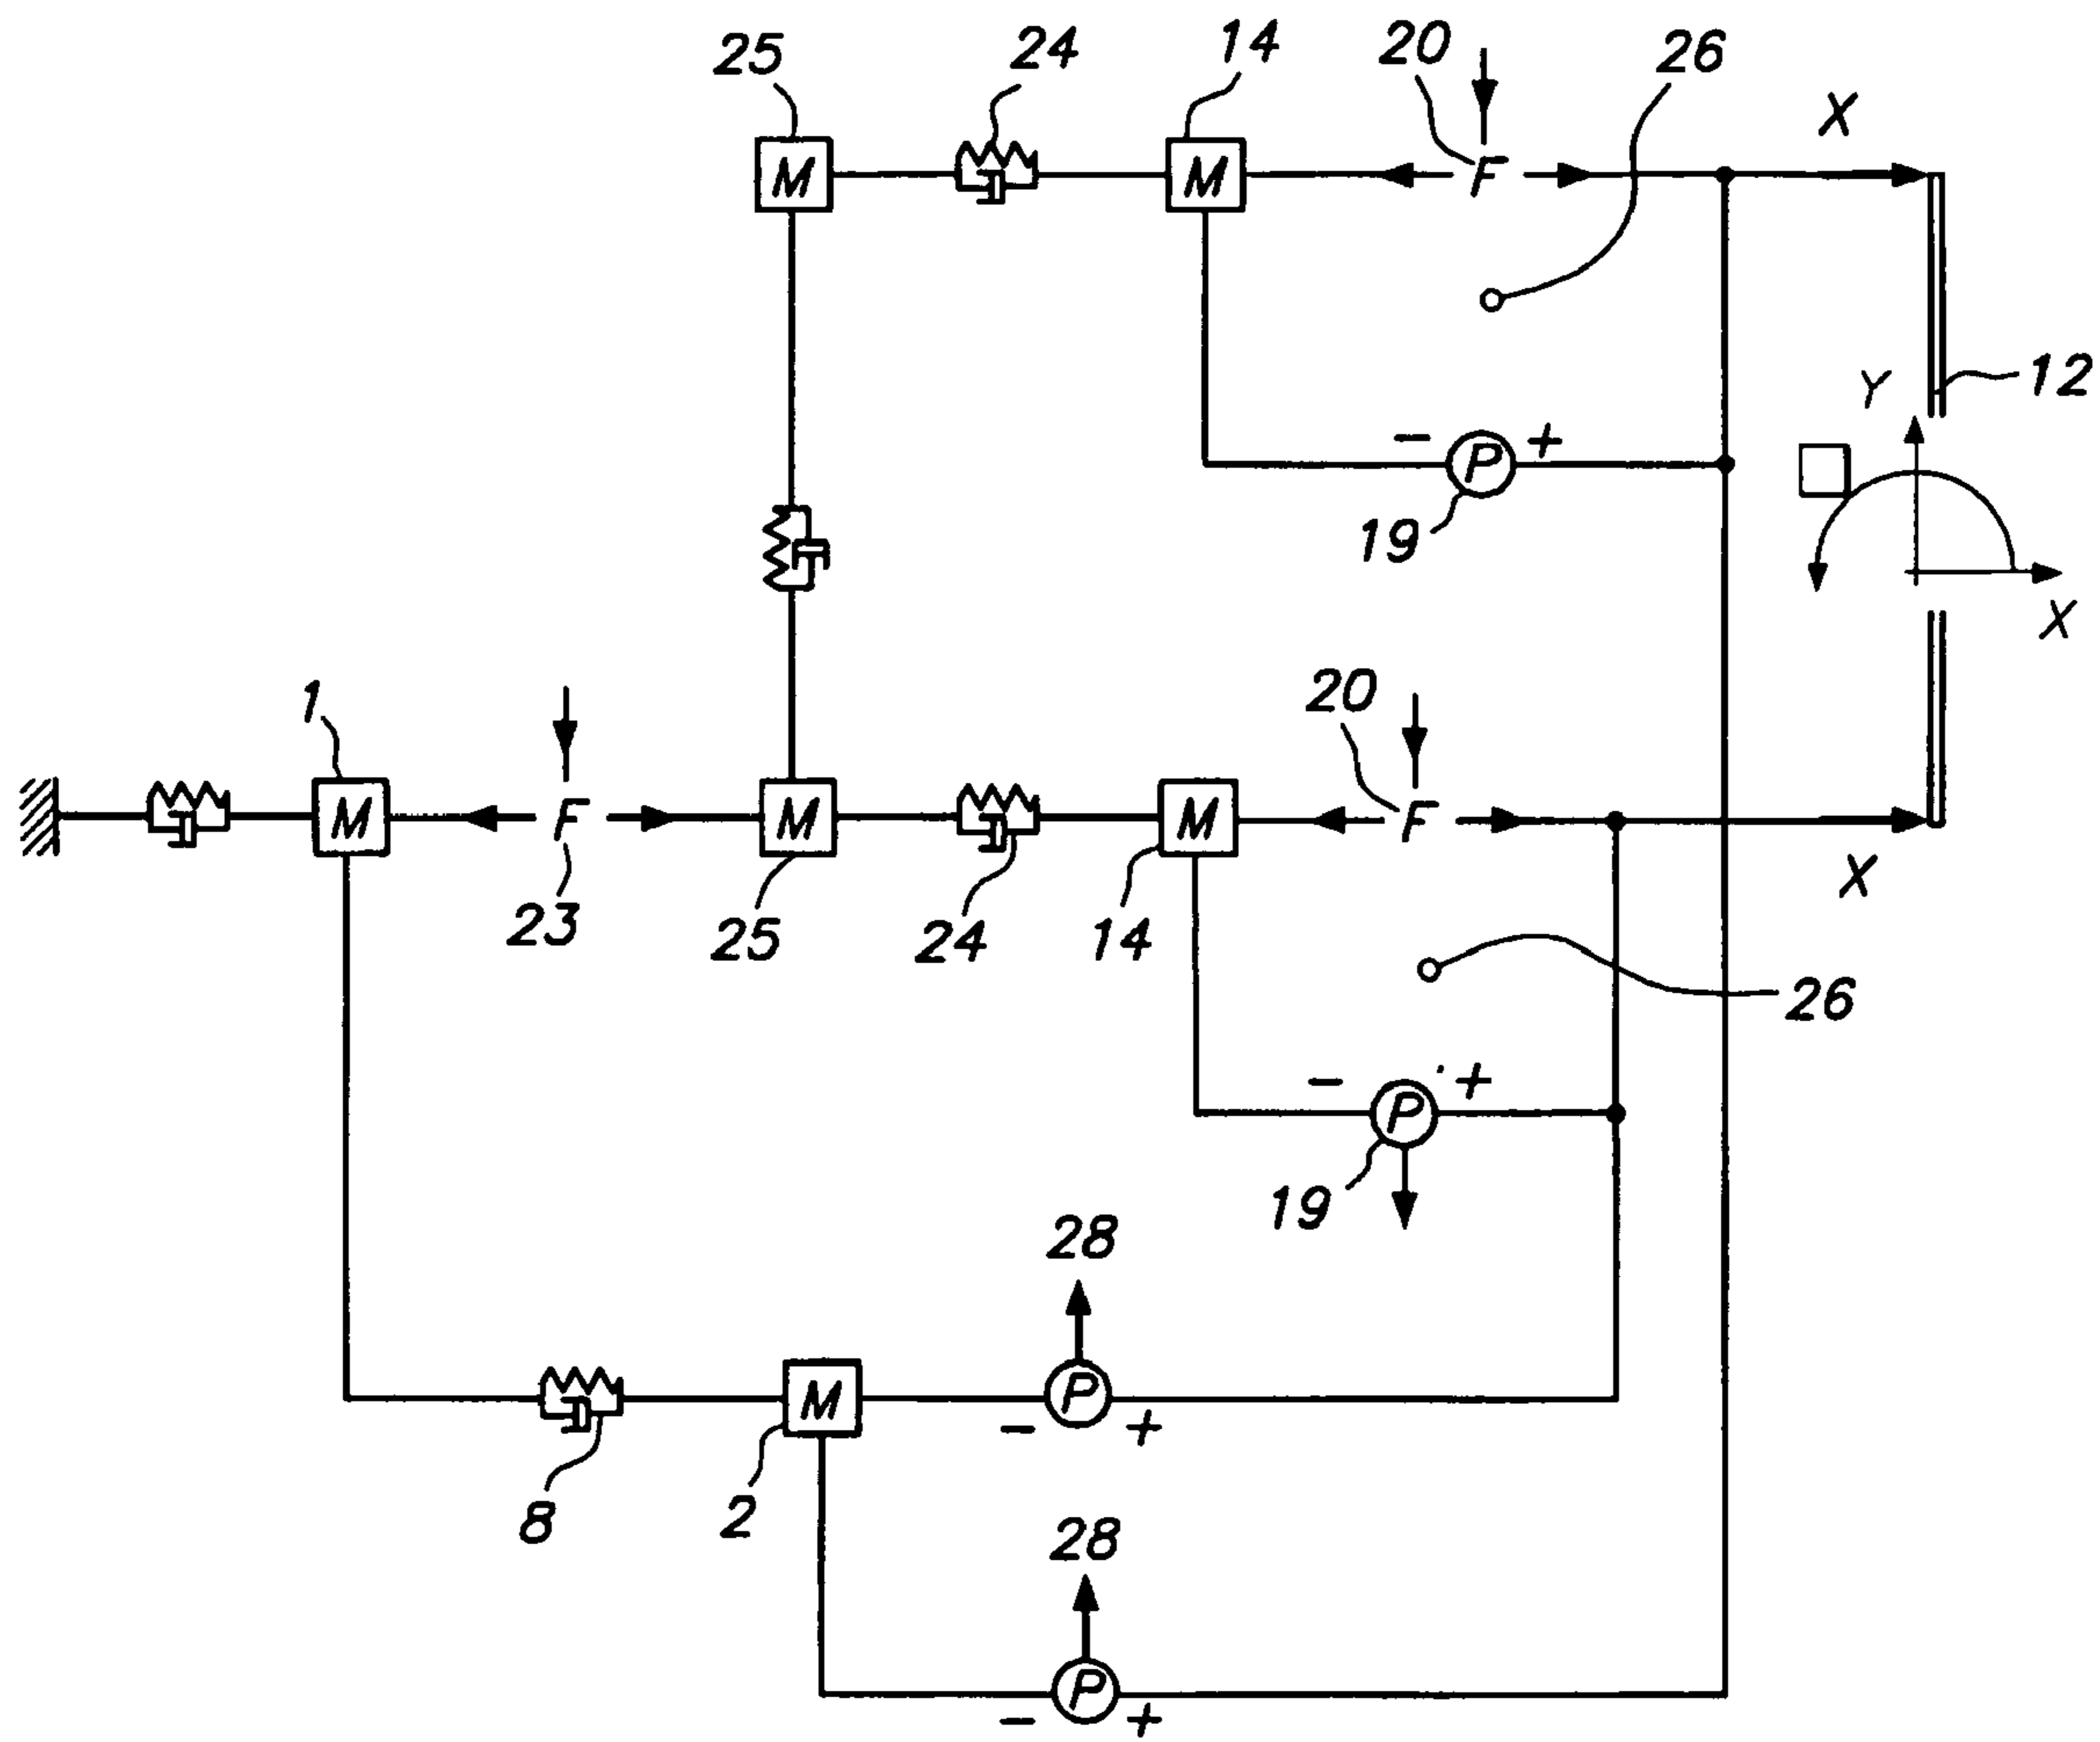 25 24 14 20 26
X
M M F
12
Y
- P +
19
X
1 20
M F M M F
X
23 25 24 14
26
- P +
19
28
M P
- +
8 2
28
P
- +